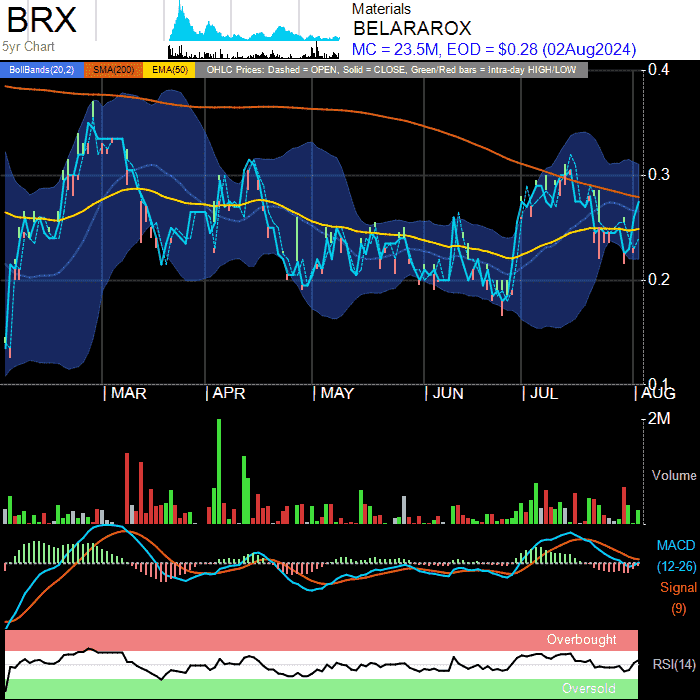 BRX
5yr Chart
Materials
BELARAROX
MC = 23.5M, EOD = $0.28 (02Aug2024)
BollBands(20,2) SMA(200) EMA(50) OHLC Prices: Dashed = OPEN, Solid = CLOSE, Green/Red bars = Intra-day HIGH/LOW
0.4
0.3
0.2
0.1
MAR APR MAY JUN JUL AUG
2M
Volume
MACD
(12-26)
Signal
(9)
Overbought
RSI(14)
Oversold